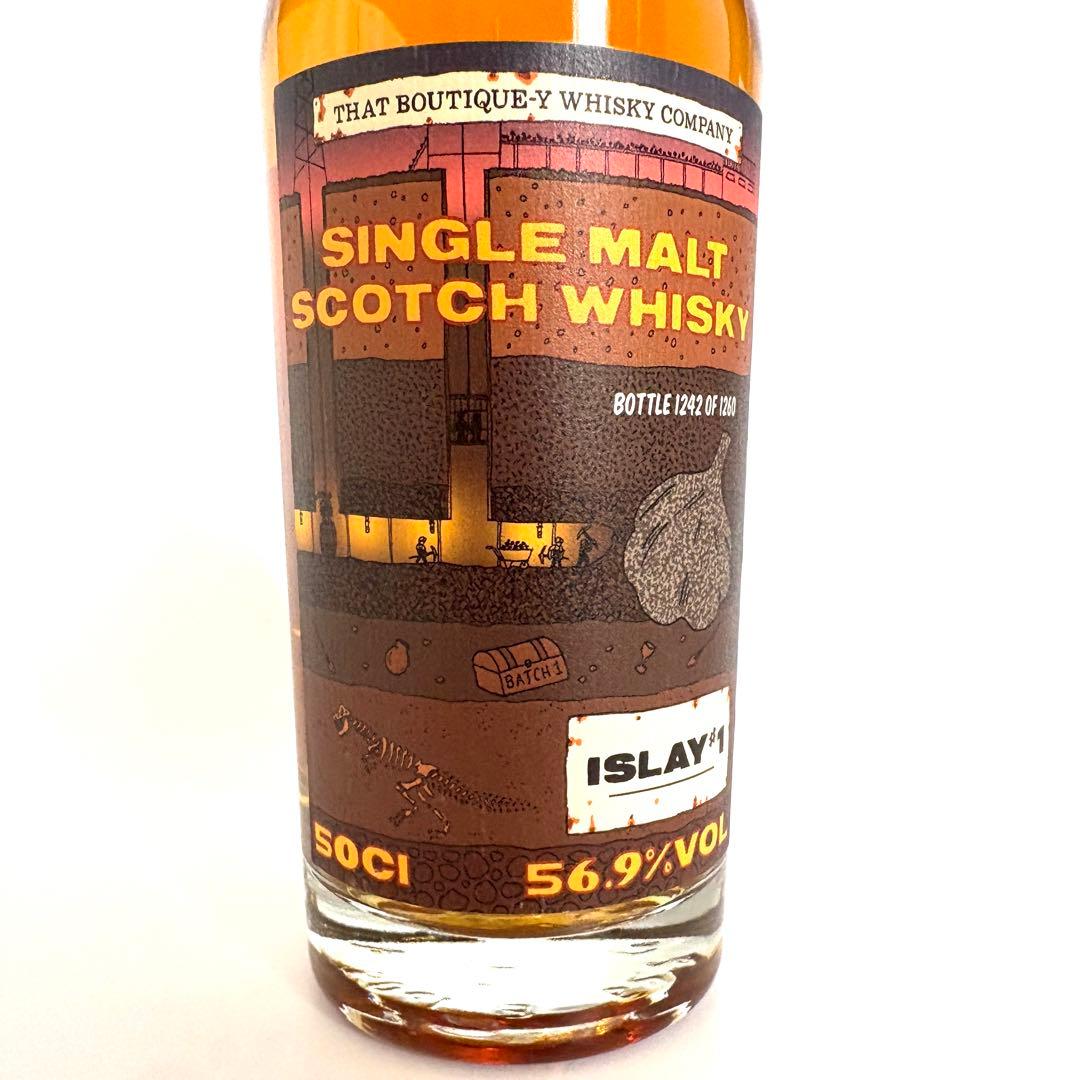 THAT BOUTIQUE-Y WHISKY COMPANY
SINGLE MALT
SCOTCH WHISKY
BOTTLE 1242 OF 1260
BATCH 1
ISLAY #1
50Cl
56.9%VOL